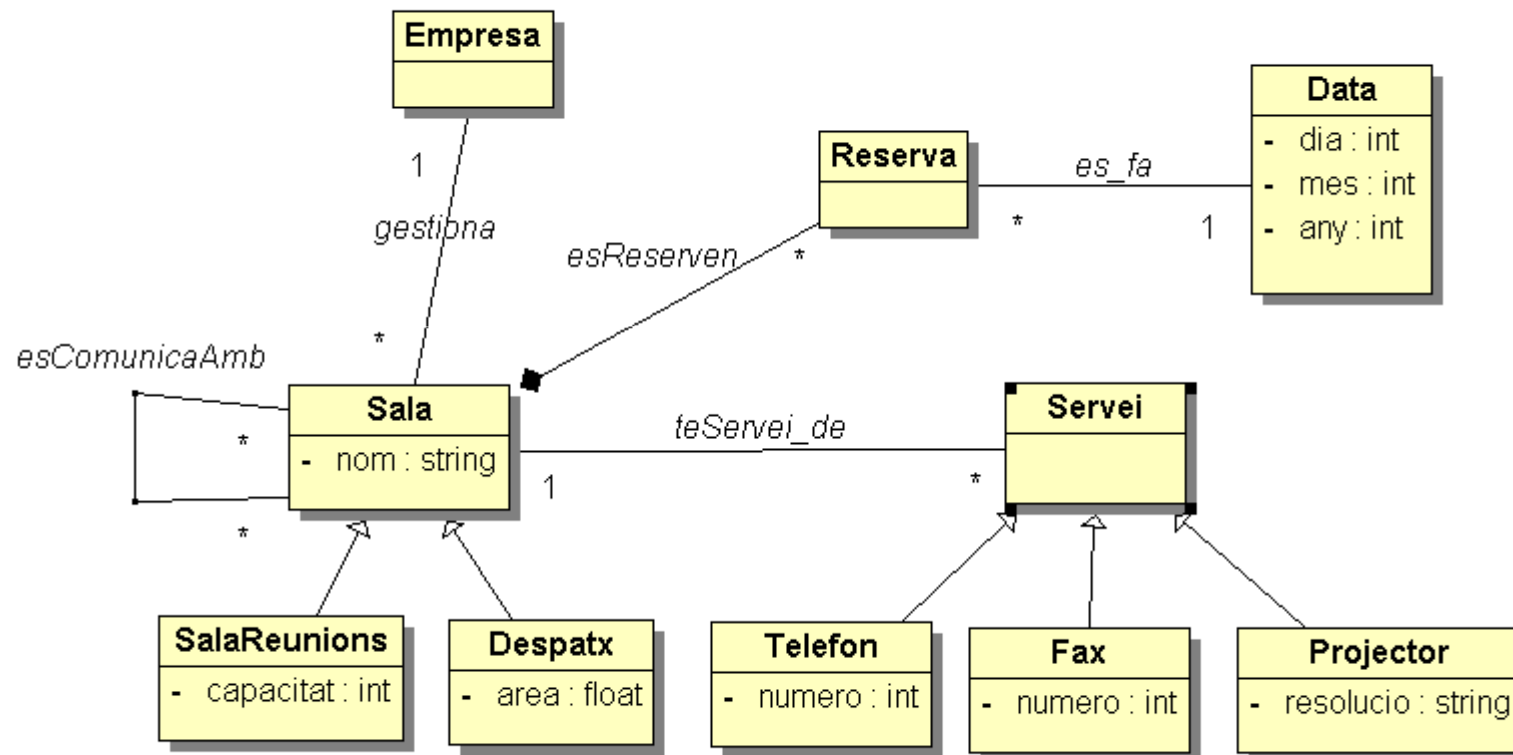 Empresa
1
gestiona
*
Reserva
es_fa
*
1
Data
- dia : int
- mes : int
- any : int
esReserven
*
esComunicaAmb
*
*
Sala
- nom : string
teServei_de
1
*
Servei
SalaReunions
- capacitat : int
Despatx
- area : float
Telefon
- numero : int
Fax
- numero : int
Projector
- resolucio : string